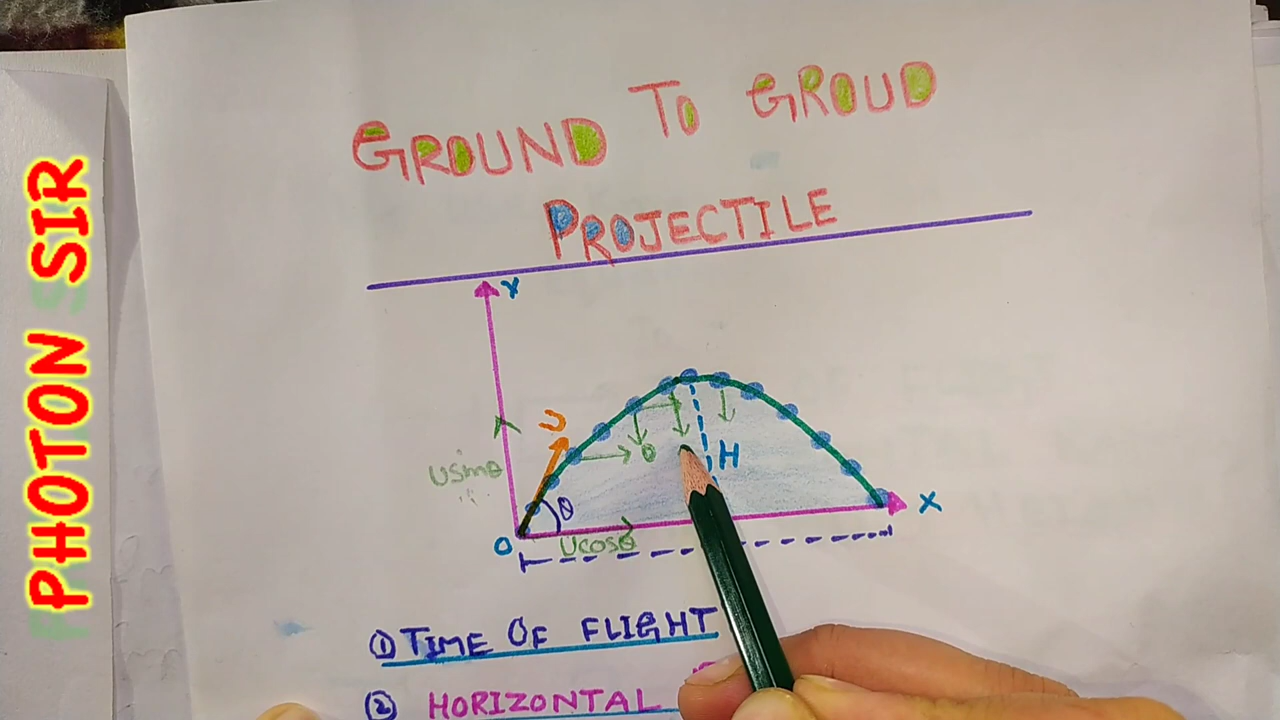 PHOTON SIR
GROUND TO GROUD
PROJECTILE
Y
U
usinθ
H
θ
O
ucosθ
X
① TIME OF FLIGHT
② HORIZONTAL